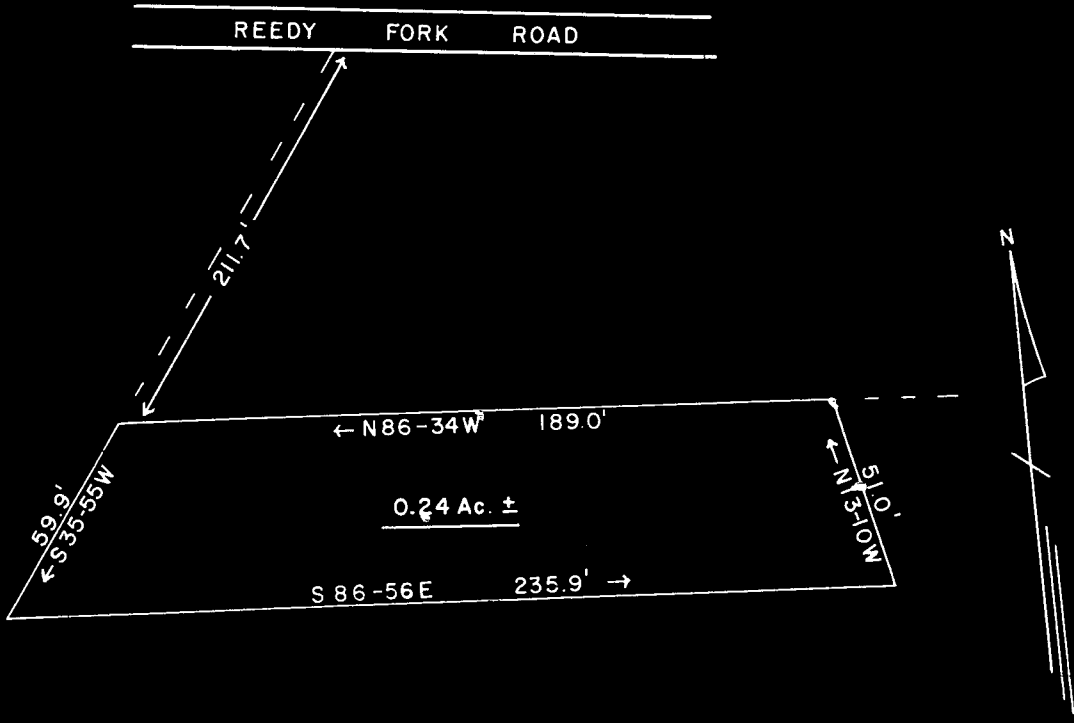 REEDY FORK ROAD
211.7'
N
← N86-34W 189.0'
N13-10W
51.0'
59.9'
S35-55W
0.24 Ac. ±
S86-56E 235.9' →